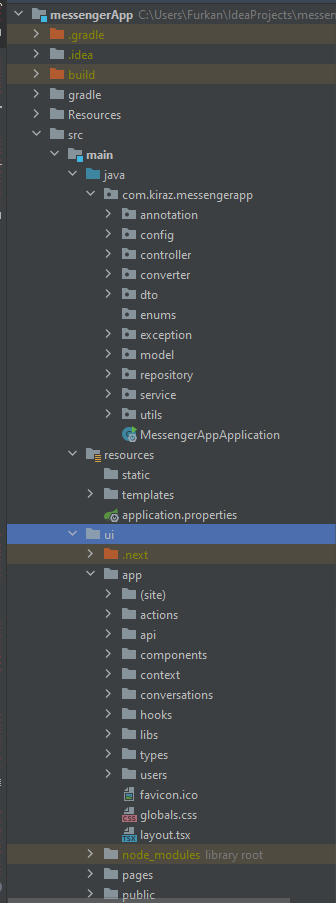 messengerApp C:\Users\Furkan\IdeaProjects\messen
.gradle
.idea
build
gradle
Resources
src
main
java
com.kiraz.messengerapp
annotation
config
controller
converter
dto
enums
exception
model
repository
service
utils
MessengerAppApplication
resources
static
templates
application.properties
ui
.next
app
(site)
actions
api
components
context
conversations
hooks
libs
types
users
favicon.ico
globals.css
layout.tsx
node_modules library root
pages
public